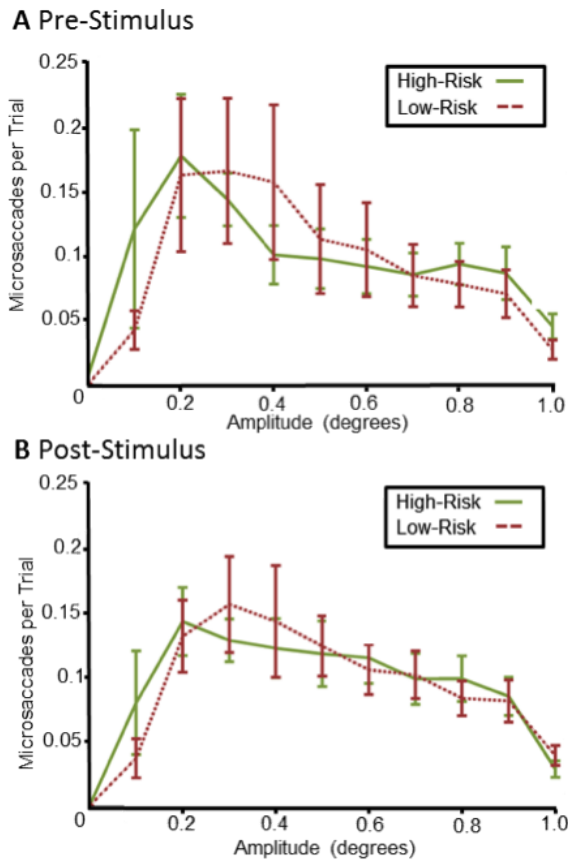 A Pre-Stimulus
0.25
0.2
0.15
0.1
0.05
0
Microsaccades per Trial
High-Risk
Low-Risk
0.2 0.4 0.6 0.8 1.0
Amplitude (degrees)
B Post-Stimulus
0.25
0.2
0.15
0.1
0.05
0
Microsaccades per Trial
High-Risk
Low-Risk
0.2 0.4 0.6 0.8 1.0
Amplitude (degrees)